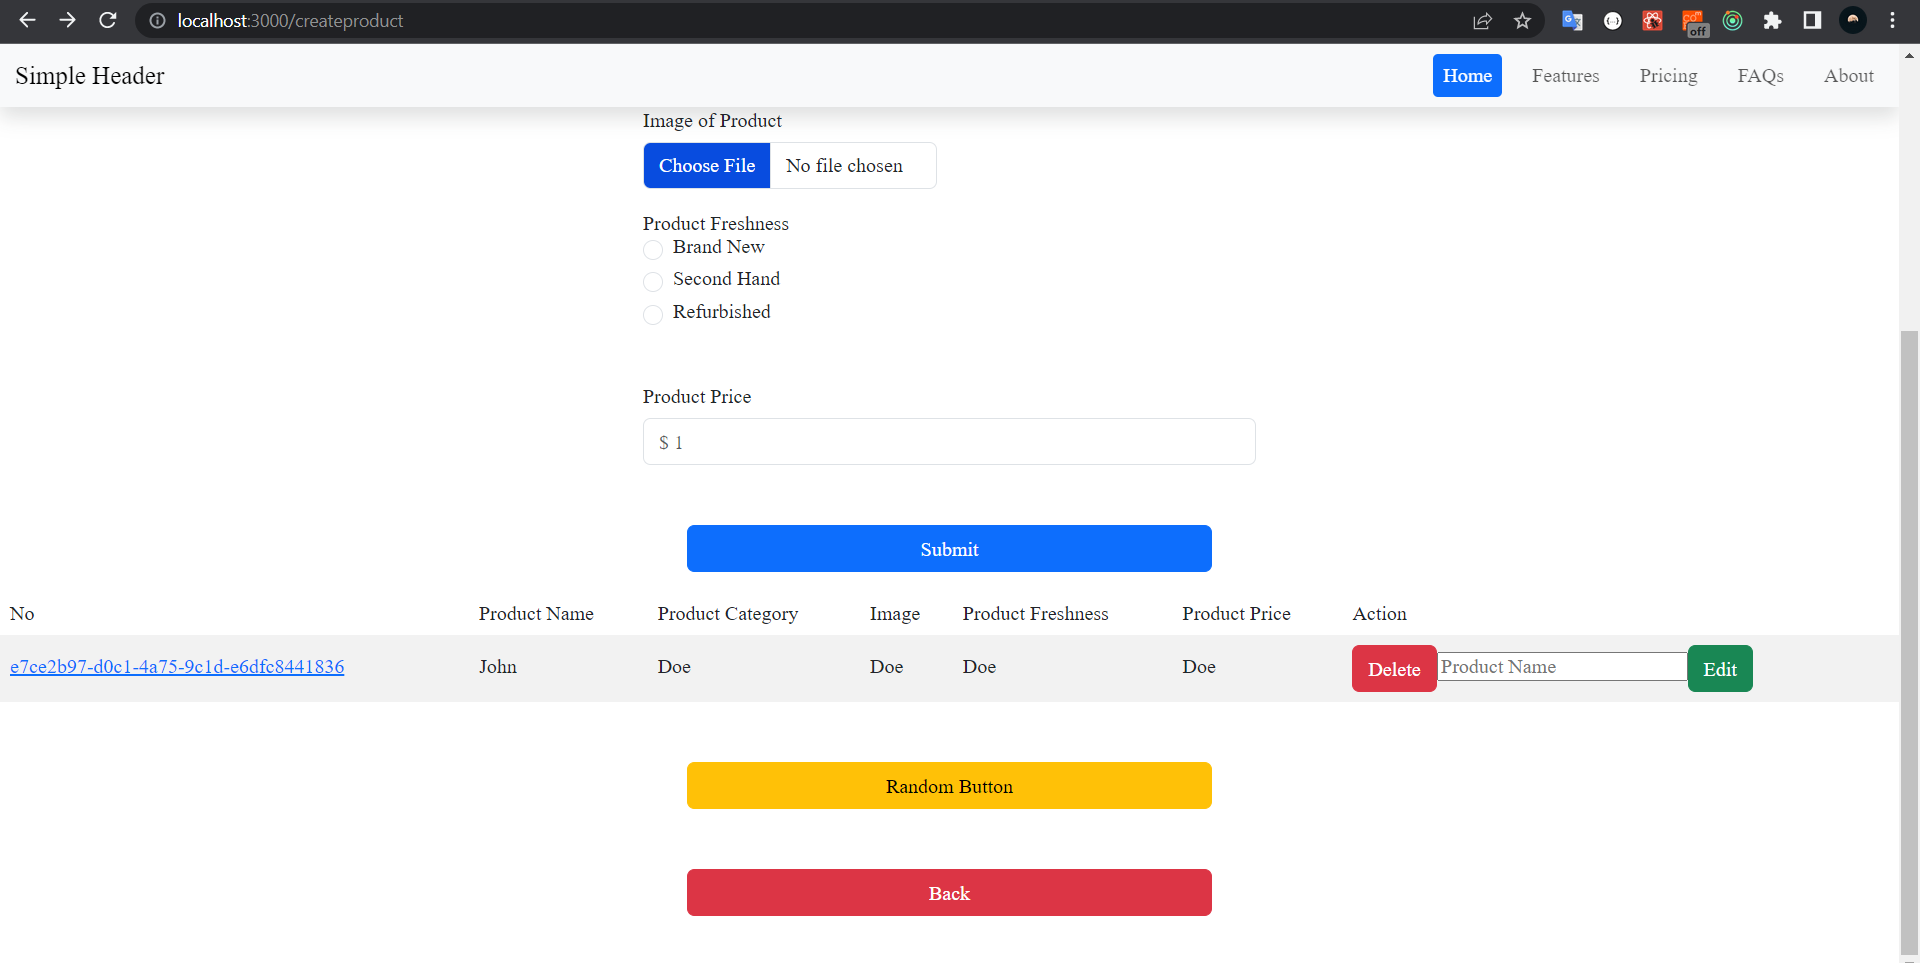 localhost:3000/createproduct
off
Simple Header
Home Features Pricing FAQs About
Image of Product
Choose File No file chosen
Product Freshness
Brand New
Second Hand
Refurbished
Product Price
$ 1
Submit
No Product Name Product Category Image Product Freshness Product Price Action
e7ce2b97-d0c1-4a75-9c1d-e6dfc8441836 John Doe Doe Doe Doe Delete Product Name Edit
Random Button
Back